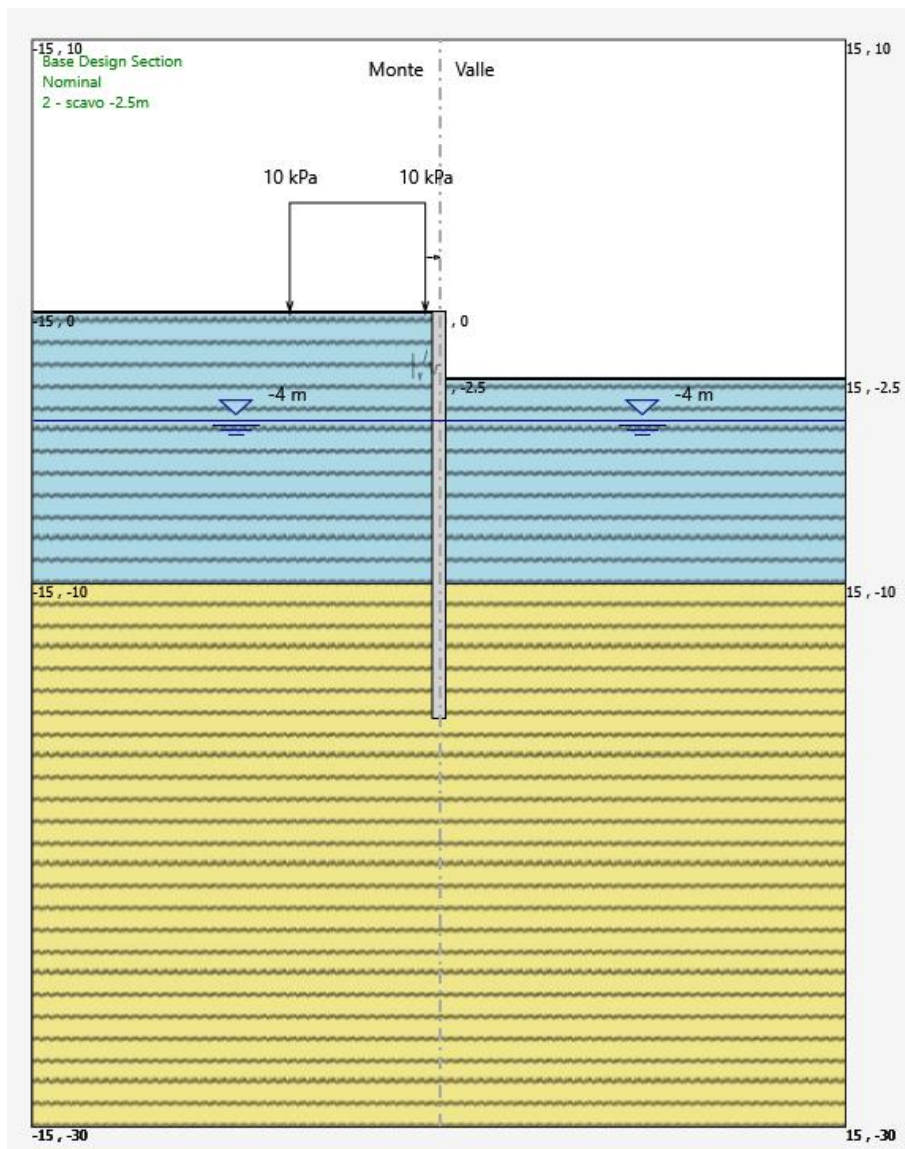 -15 , 10
15 , 10
Base Design Section
Nominal
2 - scavo -2.5m
Monte
Valle
10 kPa
10 kPa
-15 , 0
, 0
, -2.5
15 , -2.5
-4 m
-4 m
-15 , -10
15 , -10
-15 , -30
15 , -30